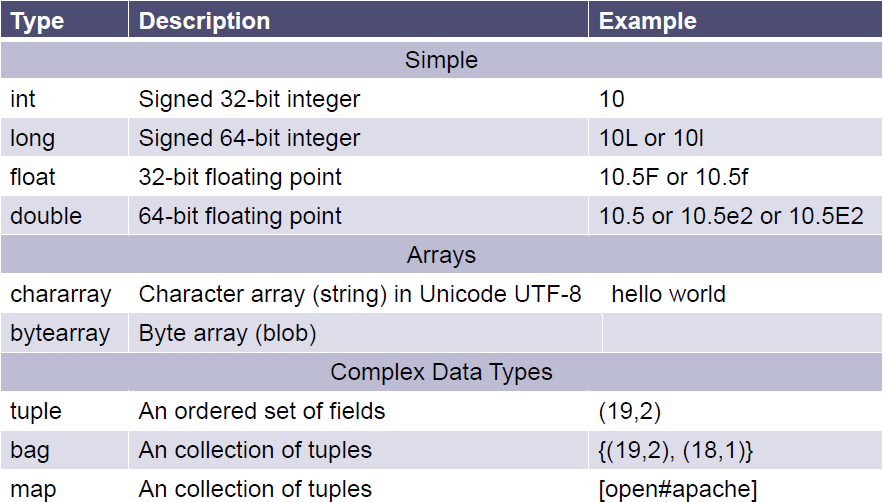 Type Description Example
Simple
int Signed 32-bit integer 10
long Signed 64-bit integer 10L or 10l
float 32-bit floating point 10.5F or 10.5f
double 64-bit floating point 10.5 or 10.5e2 or 10.5E2
Arrays
chararray Character array (string) in Unicode UTF-8 hello world
bytearray Byte array (blob)
Complex Data Types
tuple An ordered set of fields (19,2)
bag An collection of tuples {(19,2), (18,1)}
map An collection of tuples [open#apache]